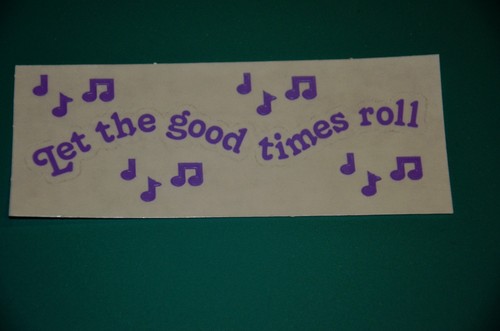 Let the good times roll